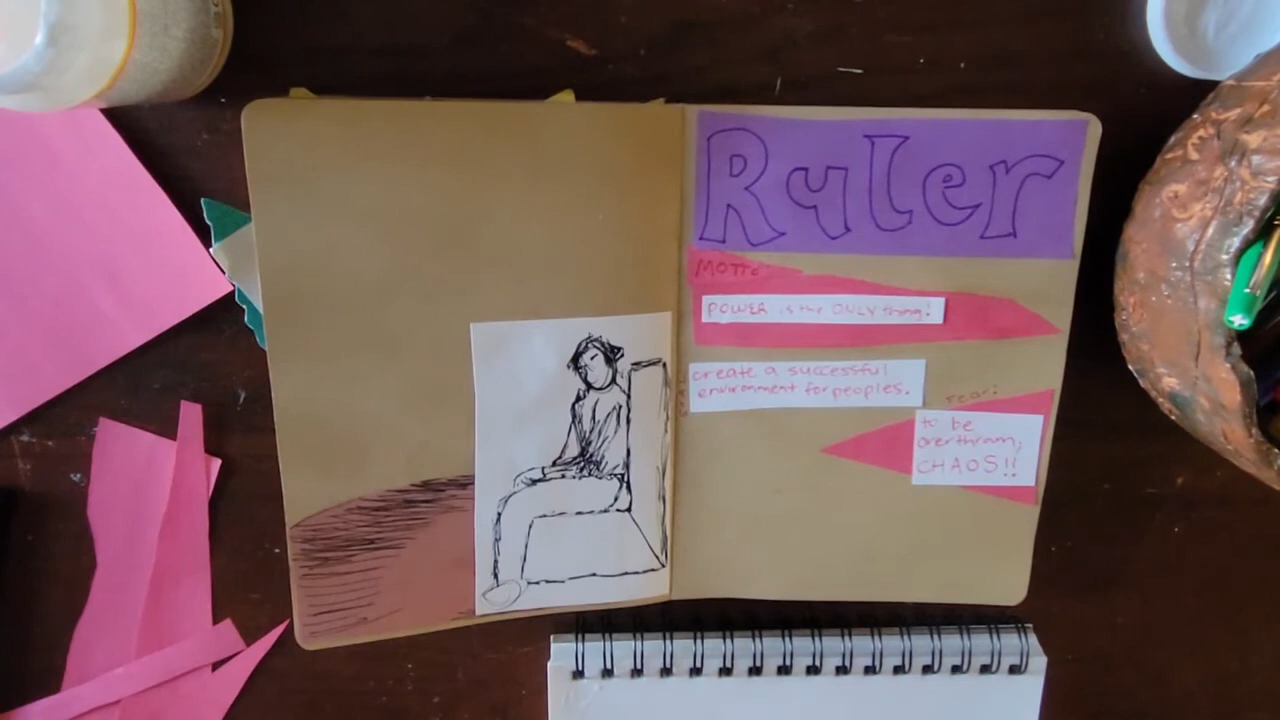 Ruler
MOTTO
POWER is the ONLY thing!
create a successful
environment for peoples.
Fear:
to be
overthrown;
CHAOS!!